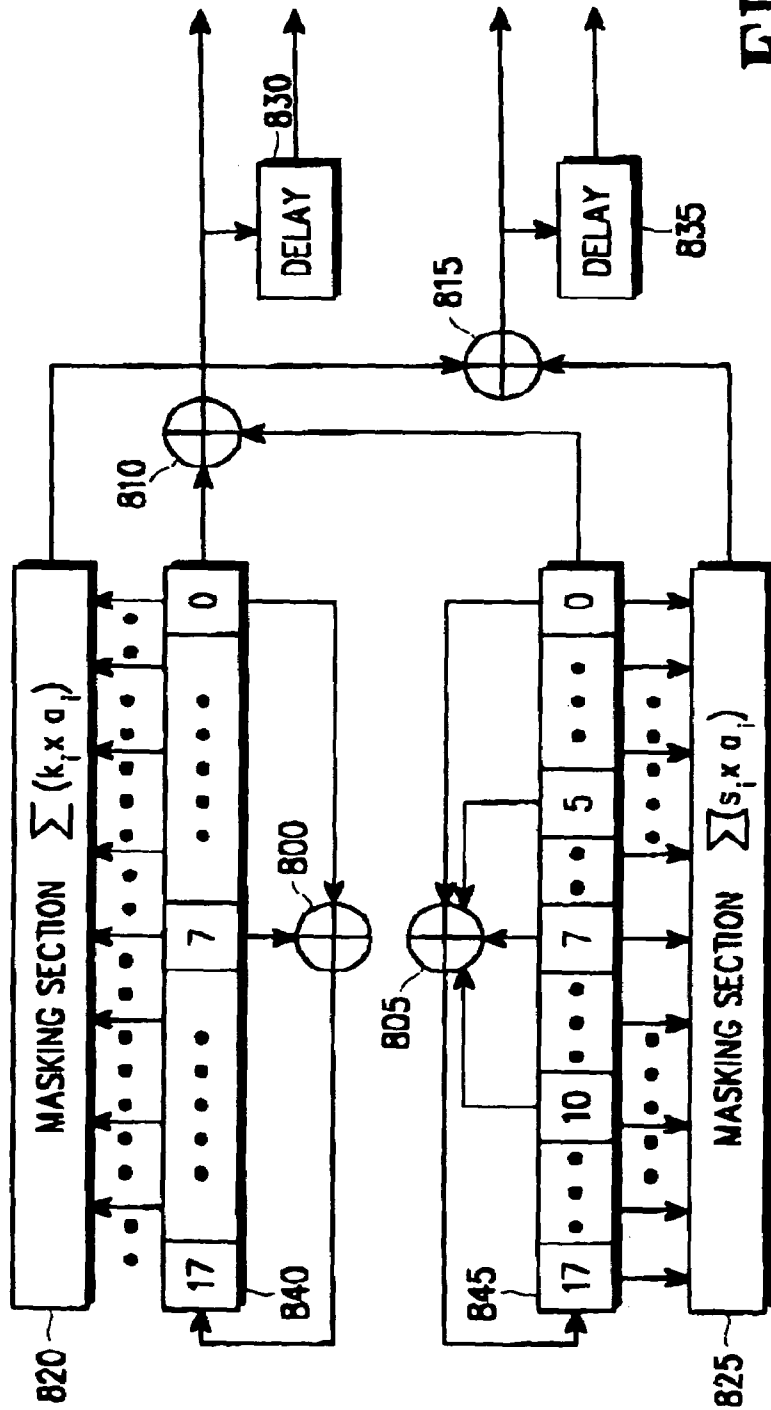 820
MASKING SECTION ∑ (k_i x a_i)
17 7 0
840
800
810
DELAY
830
805
815
DELAY
835
17 10 7 5 0
845
MASKING SECTION ∑(s_i x a_i)
825